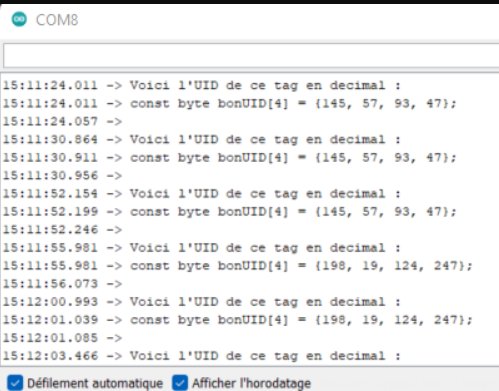 COM8
15:11:24.011 -> Voici l'UID de ce tag en decimal :
15:11:24.011 -> const byte bonUID[4] = {145, 57, 93, 47};
15:11:24.057 ->
15:11:30.864 -> Voici l'UID de ce tag en decimal :
15:11:30.911 -> const byte bonUID[4] = {145, 57, 93, 47};
15:11:30.956 ->
15:11:52.154 -> Voici l'UID de ce tag en decimal :
15:11:52.199 -> const byte bonUID[4] = {145, 57, 93, 47};
15:11:52.246 ->
15:11:55.981 -> Voici l'UID de ce tag en decimal :
15:11:55.981 -> const byte bonUID[4] = {198, 19, 124, 247};
15:11:56.073 ->
15:12:00.993 -> Voici l'UID de ce tag en decimal :
15:12:01.039 -> const byte bonUID[4] = {198, 19, 124, 247};
15:12:01.085 ->
15:12:03.466 -> Voici l'UID de ce tag en decimal :
Défilement automatique Afficher l'horodatage